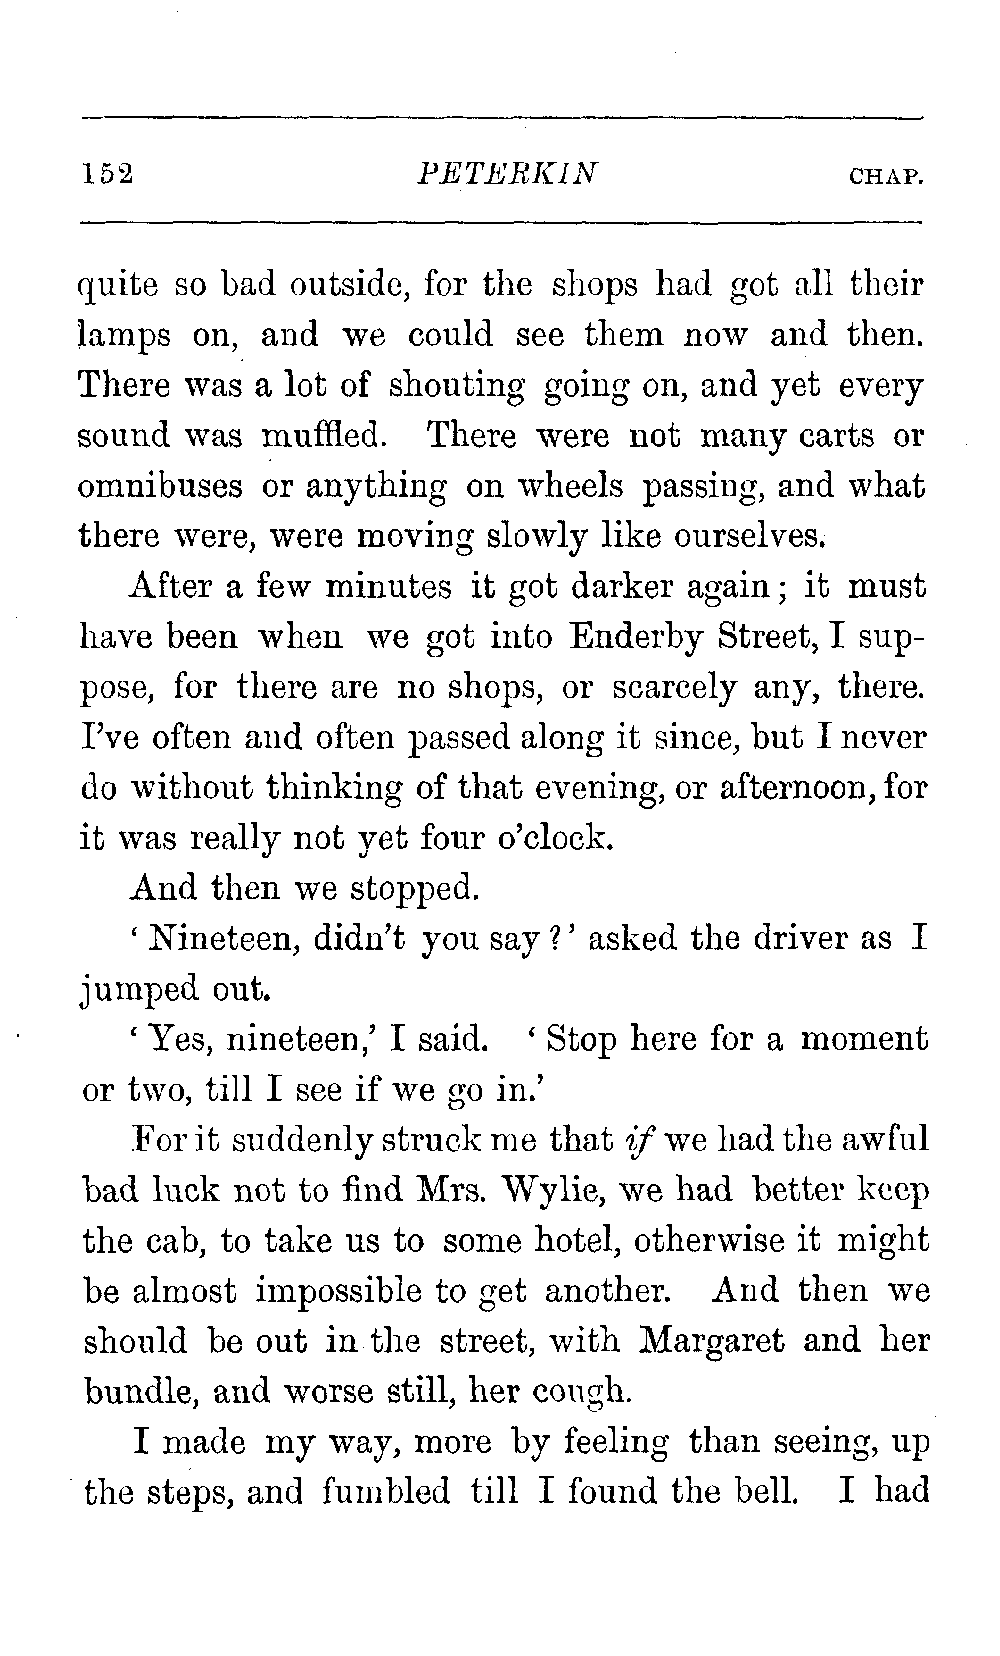 152 PETERKIN CHAP.
quite so bad outside, for the shops had got all their
lamps on, and we could see them now and then.
There was a lot of shouting going on, and yet every
sound was muffled. There were not many carts or
omnibuses or anything on wheels passing, and what
there were, were moving slowly like ourselves.
After a few minutes it got darker again; it must
have been when we got into Enderby Street, I sup-
pose, for there are no shops, or scarcely any, there.
I've often and often passed along it since, but I never
do without thinking of that evening, or afternoon, for
it was really not yet four o'clock.
And then we stopped.
'Nineteen, didn't you say?' asked the driver as I
jumped out.
'Yes, nineteen,' I said. 'Stop here for a moment
or two, till I see if we go in.'
For it suddenly struck me that if we had the awful
bad luck not to find Mrs. Wylie, we had better keep
the cab, to take us to some hotel, otherwise it might
be almost impossible to get another. And then we
should be out in the street, with Margaret and her
bundle, and worse still, her cough.
I made my way, more by feeling than seeing, up
the steps, and fumbled till I found the bell. I had